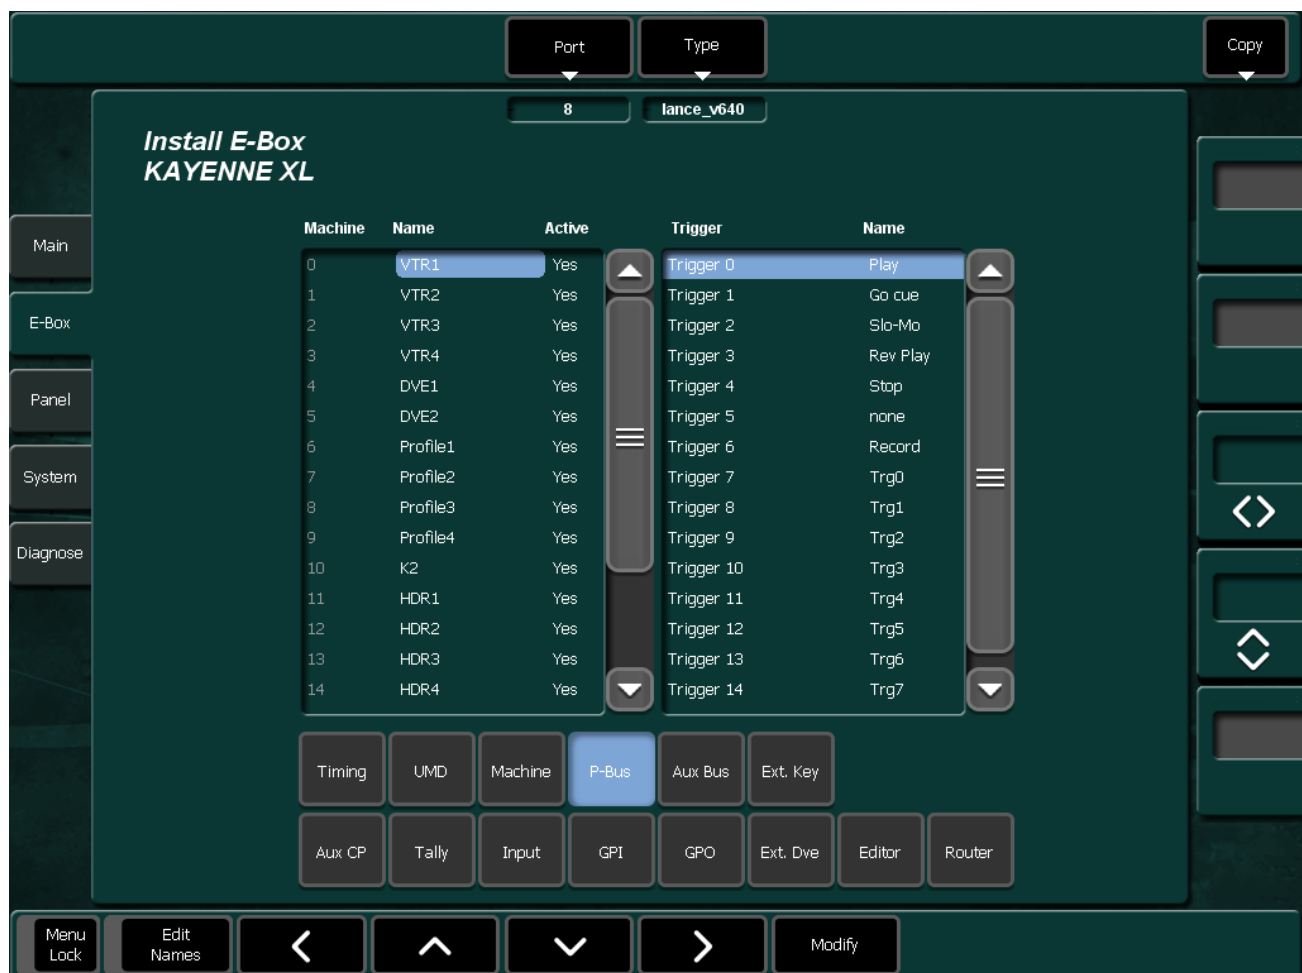 Port Type Copy
8 lance_v640
Install E-Box
KAYENNE XL
Main
E-Box
Panel
System
Diagnose
Machine Name Active Trigger Name
0 VTR1 Yes Trigger 0 Play
1 VTR2 Yes Trigger 1 Go cue
2 VTR3 Yes Trigger 2 Slo-Mo
3 VTR4 Yes Trigger 3 Rev Play
4 DVE1 Yes Trigger 4 Stop
5 DVE2 Yes Trigger 5 none
6 Profile1 Yes Trigger 6 Record
7 Profile2 Yes Trigger 7 Trg0
8 Profile3 Yes Trigger 8 Trg1
9 Profile4 Yes Trigger 9 Trg2
10 K2 Yes Trigger 10 Trg3
11 HDR1 Yes Trigger 11 Trg4
12 HDR2 Yes Trigger 12 Trg5
13 HDR3 Yes Trigger 13 Trg6
14 HDR4 Yes Trigger 14 Trg7
Timing UMD Machine P-Bus Aux Bus Ext. Key
Aux CP Tally Input GPI GPO Ext. Dve Editor Router
Menu Lock
Edit Names
Modify